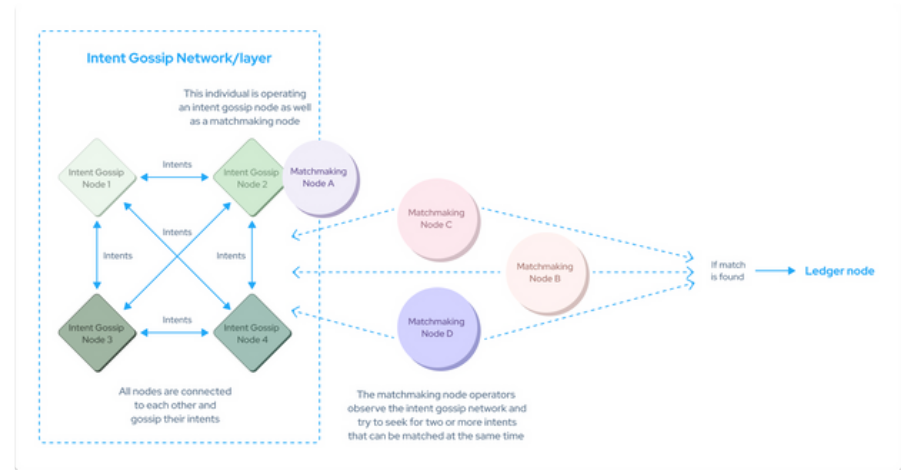 Intent Gossip Network/layer
This individual is operating
an intent gossip node as well
as a matchmaking node
Intent Gossip
Node 1
Intents
Intent Gossip
Node 2
Matchmaking
Node A
Matchmaking
Node C
Intents
Intents
Intents
Matchmaking
Node B
If match
is found
Ledger node
Intent Gossip
Node 3
Intents
Intent Gossip
Node 4
Matchmaking
Node D
All nodes are connected
to each other and
gossip their intents
The matchmaking node operators
observe the intent gossip network and
try to seek for two or more intents
that can be matched at the same time